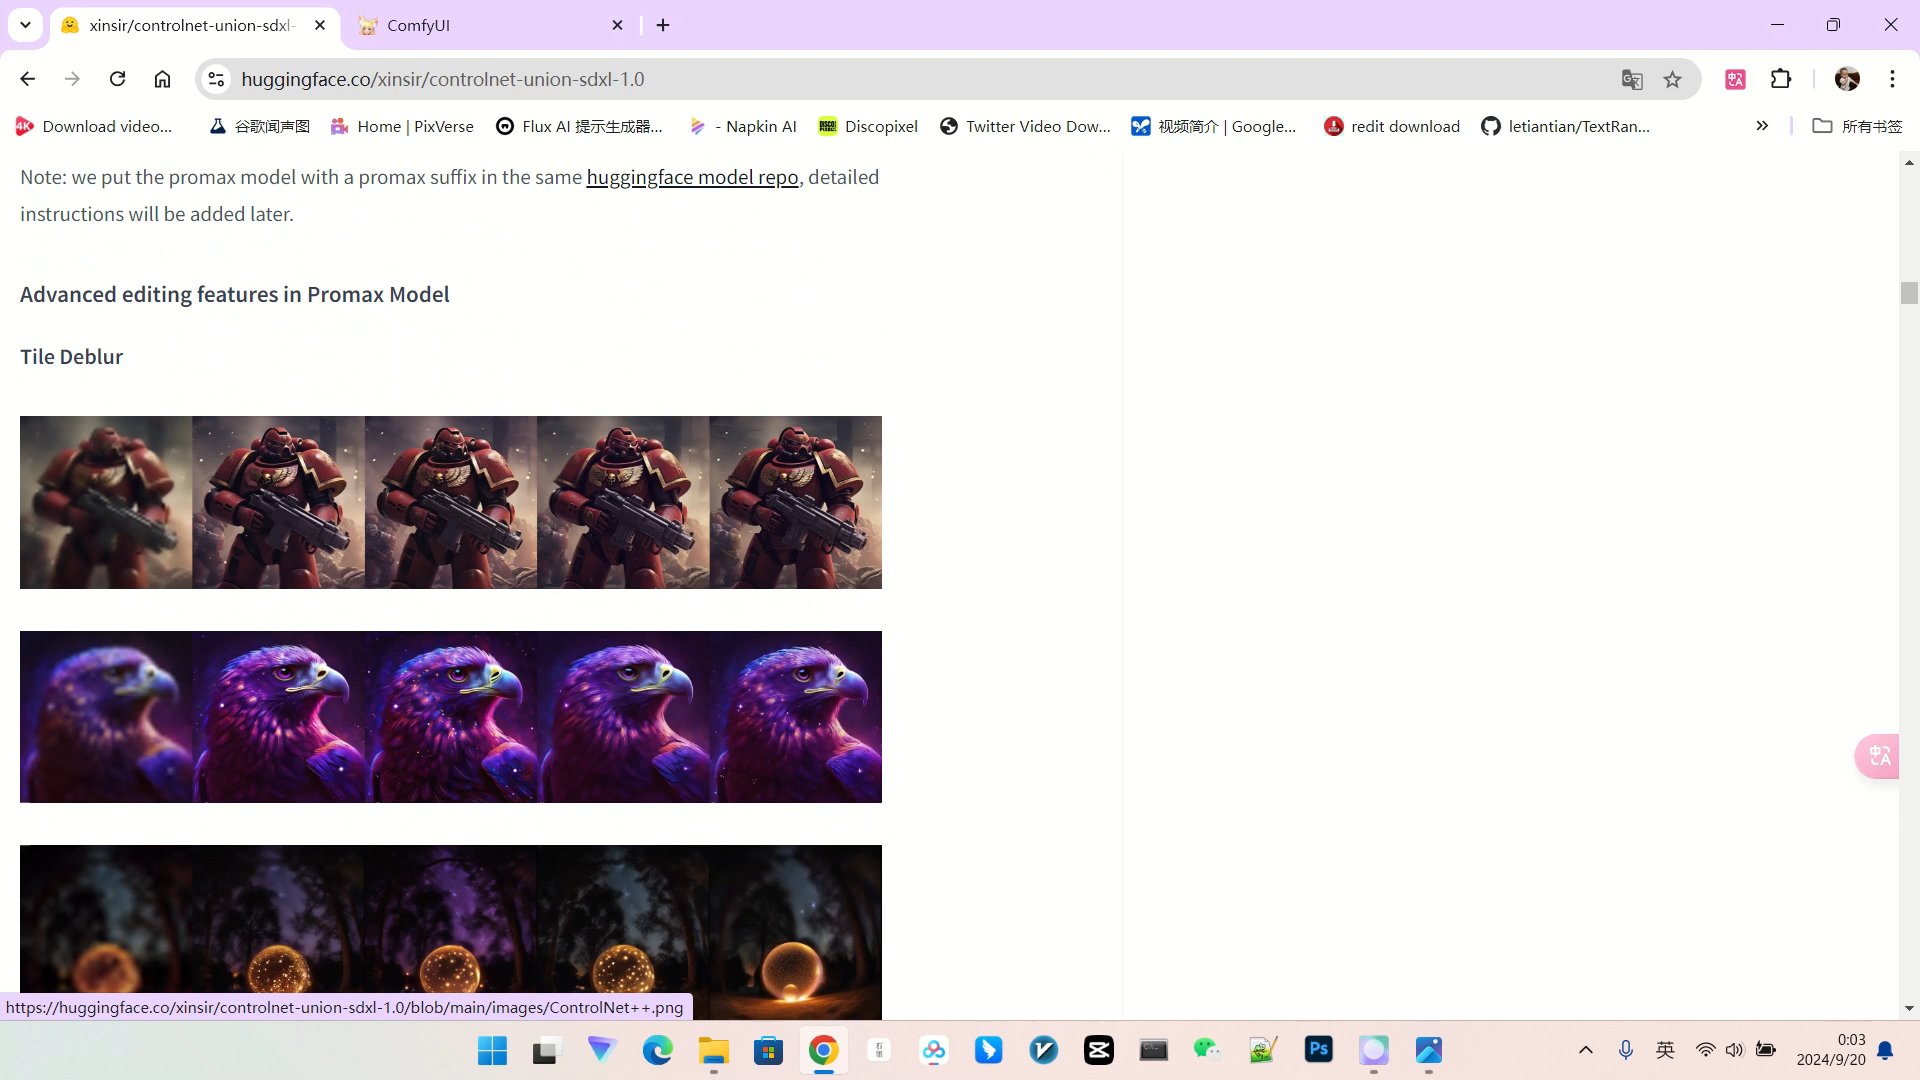 xinsir/controlnet-union-sdxl-
ComfyUI
huggingface.co/xinsir/controlnet-union-sdxl-1.0
Download video...
谷歌闻声图
Home | PixVerse
Flux AI 提示生成器...
- Napkin AI
Discopixel
Twitter Video Dow...
视频简介 | Google...
redit download
letiantian/TextRan...
所有书签
Note: we put the promax model with a promax suffix in the same huggingface model repo, detailed
instructions will be added later.
Advanced editing features in Promax Model
Tile Deblur
https://huggingface.co/xinsir/controlnet-union-sdxl-1.0/blob/main/images/ControlNet++.png
Ps
英
0:03
2024/9/20